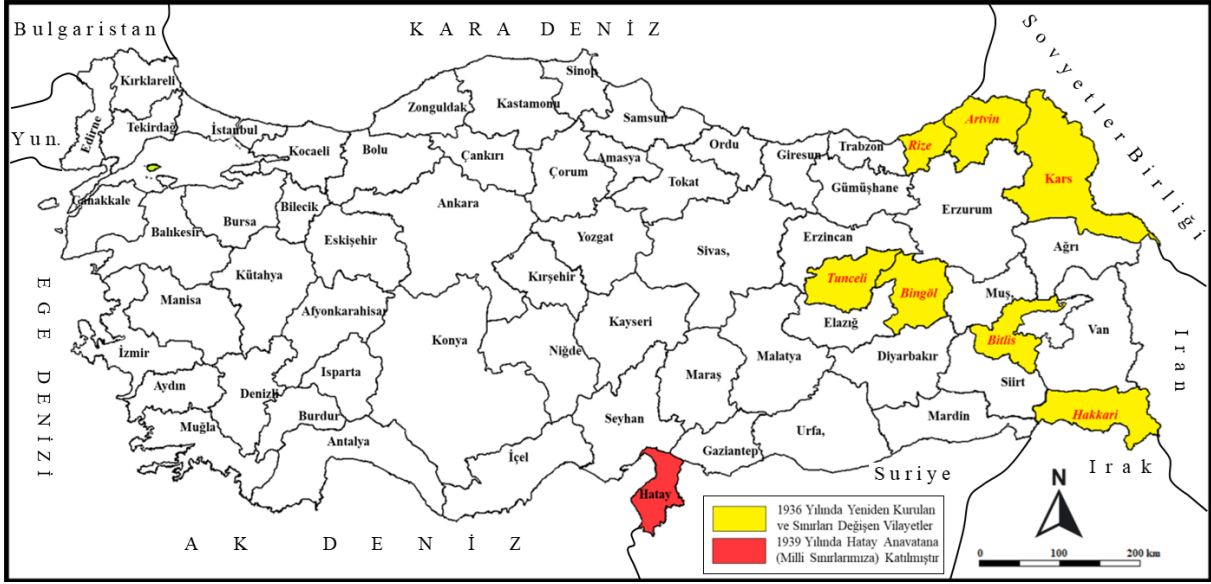 Bulgaristan
K A R A D E N İ Z
Sovyetler Birliği
Kırklareli
Sinop
Edirne
Zonguldak
Kastamonu
Samsun
Artvin
Yun.
Tekirdağ
İstanbul
Kocaeli
Bolu
Çankırı
Amasya
Ordu
Giresun
Trabzon
Rize
Çorum
Tokat
Gümüşhane
Kars
Çanakkale
Bursa
Bilecik
Ankara
Erzurum
Balıkesir
Eskişehir
Yozgat
Sivas,
Erzincan
Ağrı
Kütahya
Kırşehir
Tunceli
Bingöl
Muş,
Manisa
Afyonkarahisar
Kayseri
Elazığ
Van
E G E D E N İ Z İ
İzmir
Konya
Niğde
Malatya
Diyarbakır
Bitlis
I r a n
Aydın
Denizli
Isparta
Maraş
Siirt
Muğla
Burdur
Seyhan
Urfa,
Mardin
Hakkari
Antalya
İçel
Gaziantep
Suriye
I r a k
Hatay
N
A K D E N İ Z
1936 Yılında Yeniden Kurulan
ve Sınırları Değişen Vilayetler
1939 Yılında Hatay Anavatana
(Milli Sınırlarımıza) Katılmıştır
0 100 200 km